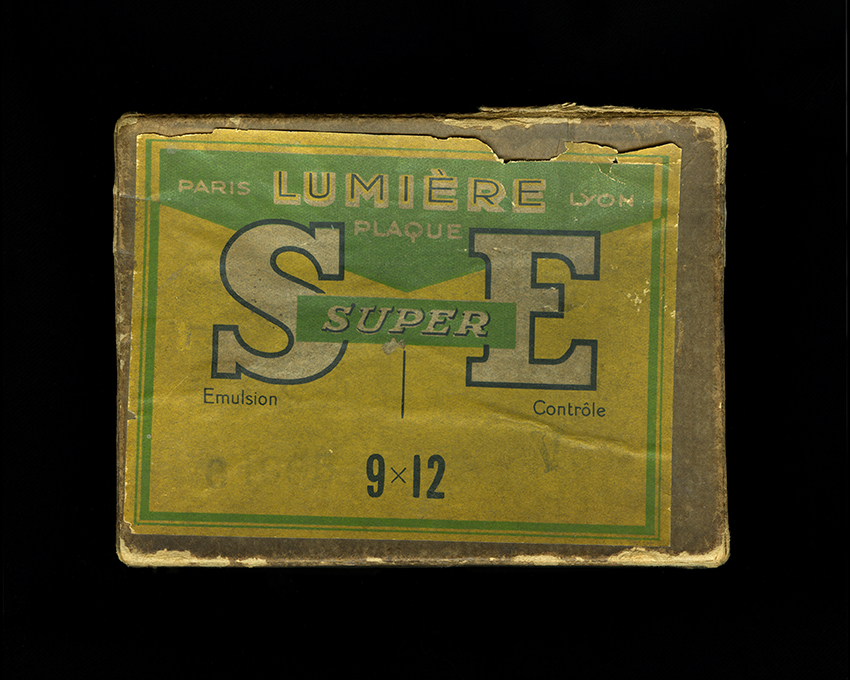 PARIS LUMIÈRE LYON
PLAQUE
S E
SUPER
Emulsion Contrôle
9×12